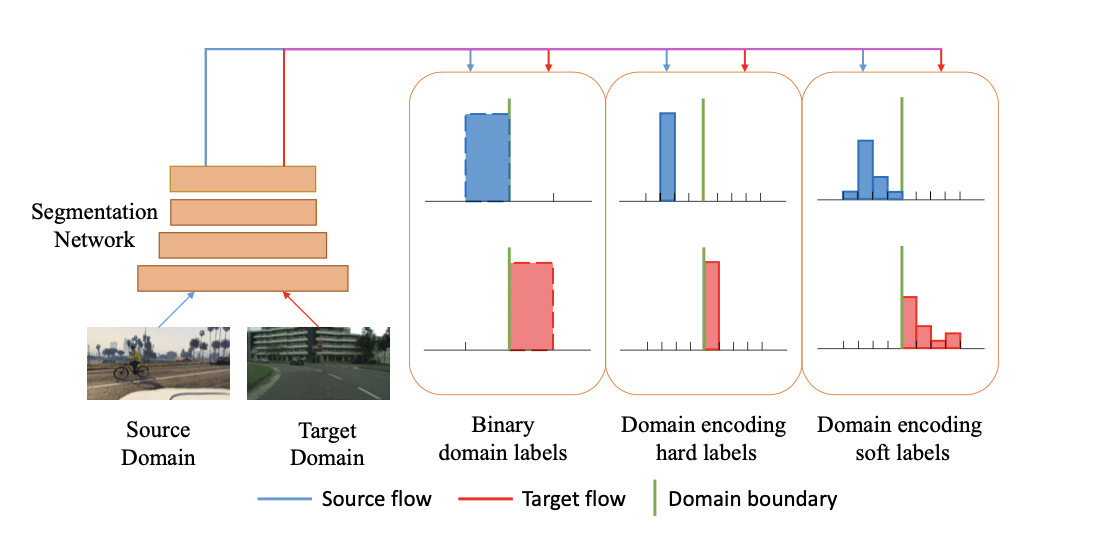 Segmentation
Network
Source
Domain
Target
Domain
Binary
domain labels
Domain encoding
hard labels
Domain encoding
soft labels
Source flow
Target flow
Domain boundary